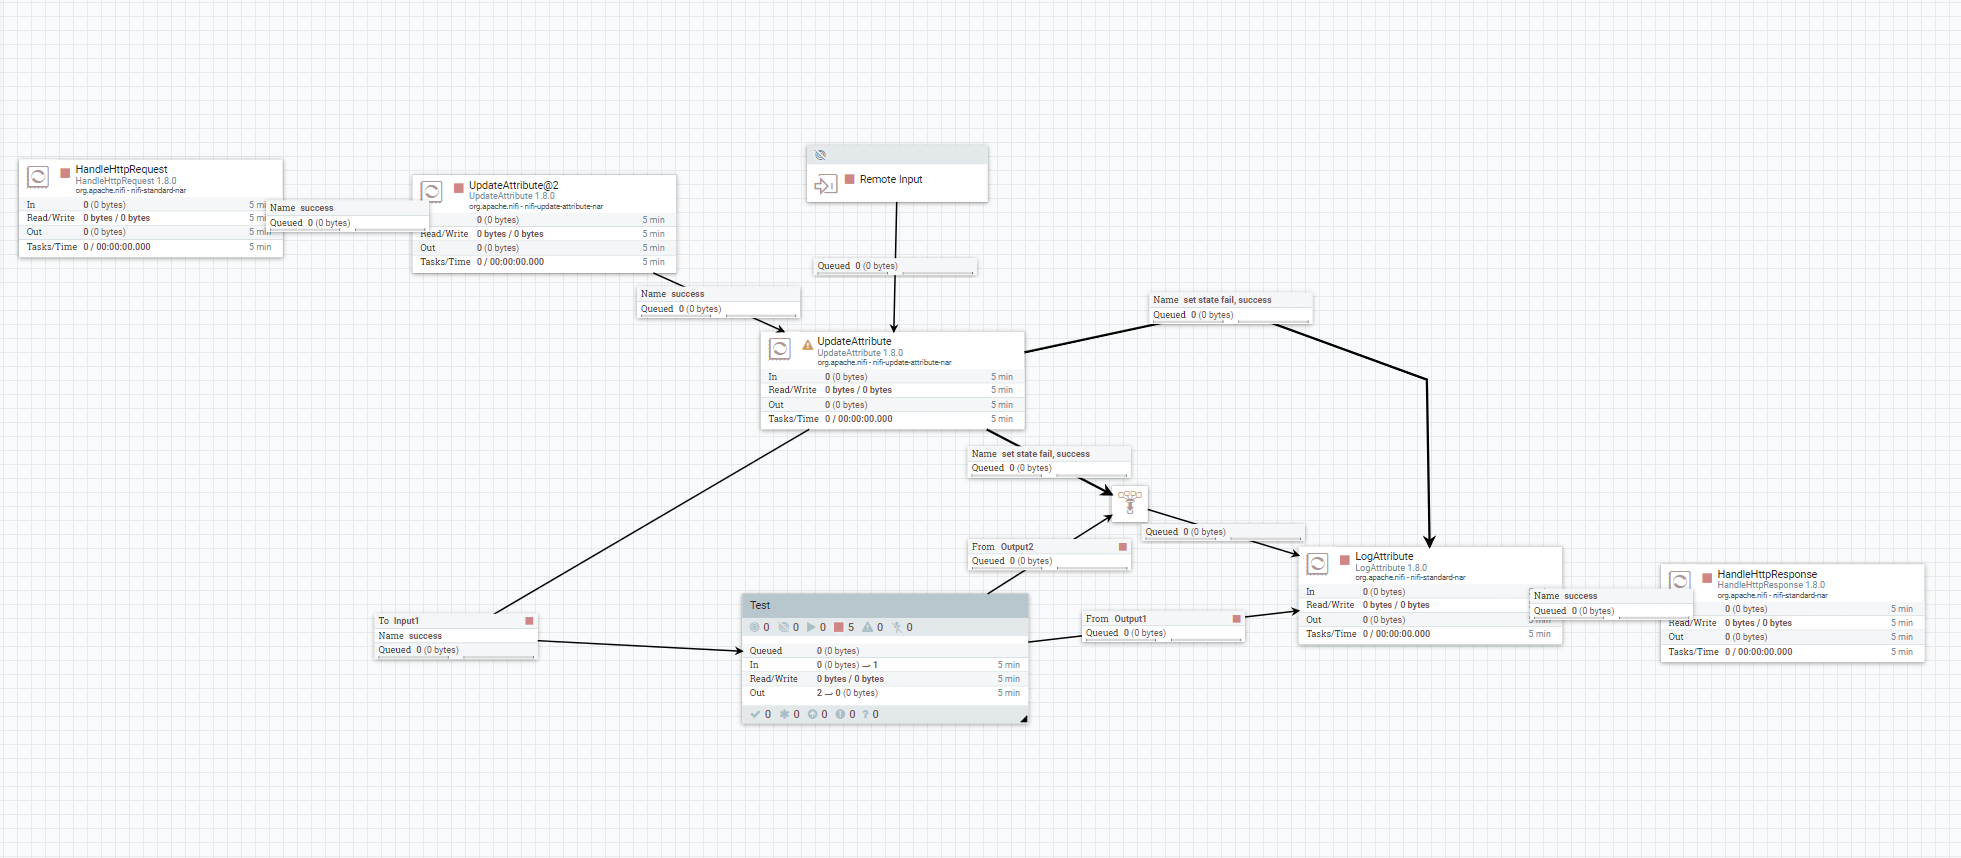 HandleHttpRequest
HandleHttpRequest 1.8.0
org.apache.nifi - nifi-standard-nar
In 0 (0 bytes) 5 mi
Read/Write 0 bytes / 0 bytes 5 m
Out 0 (0 bytes) 5 m
Tasks/Time 0 / 00:00:00.000 5 min
Name success
Queued 0 (0 bytes)
UpdateAttribute@2
UpdateAttribute 1.8.0
org.apache.nifi - nifi-update-attribute-nar
0 (0 bytes) 5 min
Read/Write 0 bytes / 0 bytes 5 min
Out 0 (0 bytes) 5 min
Tasks/Time 0 / 00:00:00.000 5 min
Remote Input
Queued 0 (0 bytes)
Name success
Queued 0 (0 bytes)
Name set state fail, success
Queued 0 (0 bytes)
UpdateAttribute
UpdateAttribute 1.8.0
org.apache.nifi - nifi-update-attribute-nar
In 0 (0 bytes) 5 min
Read/Write 0 bytes / 0 bytes 5 min
Out 0 (0 bytes) 5 min
Tasks/Time 0 / 00:00:00.000 5 min
Name set state fail, success
Queued 0 (0 bytes)
Queued 0 (0 bytes)
From Output2
Queued 0 (0 bytes)
LogAttribute
LogAttribute 1.8.0
org.apache.nifi - nifi-standard-nar
In 0 (0 bytes)
Read/Write 0 bytes / 0 bytes
Out 0 (0 bytes) 5 min
Tasks/Time 0 / 00:00:00.000 5 min
Name success
Queued 0 (0 bytes)
HandleHttpResponse
HandleHttpResponse 1.8.0
org.apache.nifi - nifi-standard-nar
0 (0 bytes) 5 min
Read/Write 0 bytes / 0 bytes 5 min
Out 0 (0 bytes) 5 min
Tasks/Time 0 / 00:00:00.000 5 min
To Input1
Name success
Queued 0 (0 bytes)
Test
0 0 0 5 0 0
Queued 0 (0 bytes)
In 0 (0 bytes) → 1 5 min
Read/Write 0 bytes / 0 bytes 5 min
Out 2 → 0 (0 bytes) 5 min
0 0 0 0 ? 0
From Output1
Queued 0 (0 bytes)